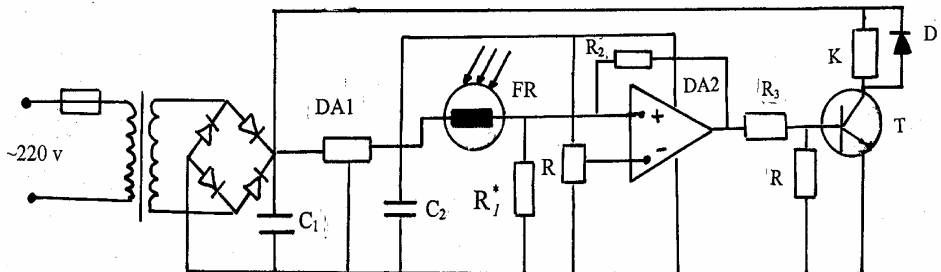 D
R₂
K
FR
DA2
DA1
R₃
T
~220 v
+
-
R
R
R₁*
C₂
C₁